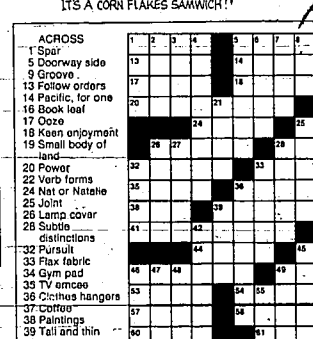 IT'S A CORN FLAKES SAMWICH!"
ACROSS
1 Spar
5 Doorway side
9 Groove
13 Follow orders
14 Pacific, for one
16 Book leaf
17 Ooze
18 Keen enjoyment
19 Small body of
land
20 Power
22 Verb forms
24 Nat or Natalie
25 Joint
26 Lamp cover
28 Subtle
distinctions
32 Pursuit
33 Flax fabric
34 Gym pad
35 TV emcee
36 Clothes hangers
37 Coffee
38 Paintings
39 Tall and thin
1 2 3 4 5 6 7 8
13 14
17 18
20 21
24 25
26 27 28
32 33
35 36
38 39
41 42
44 45
46 47 48 49
53 54 55
57 58
60 61